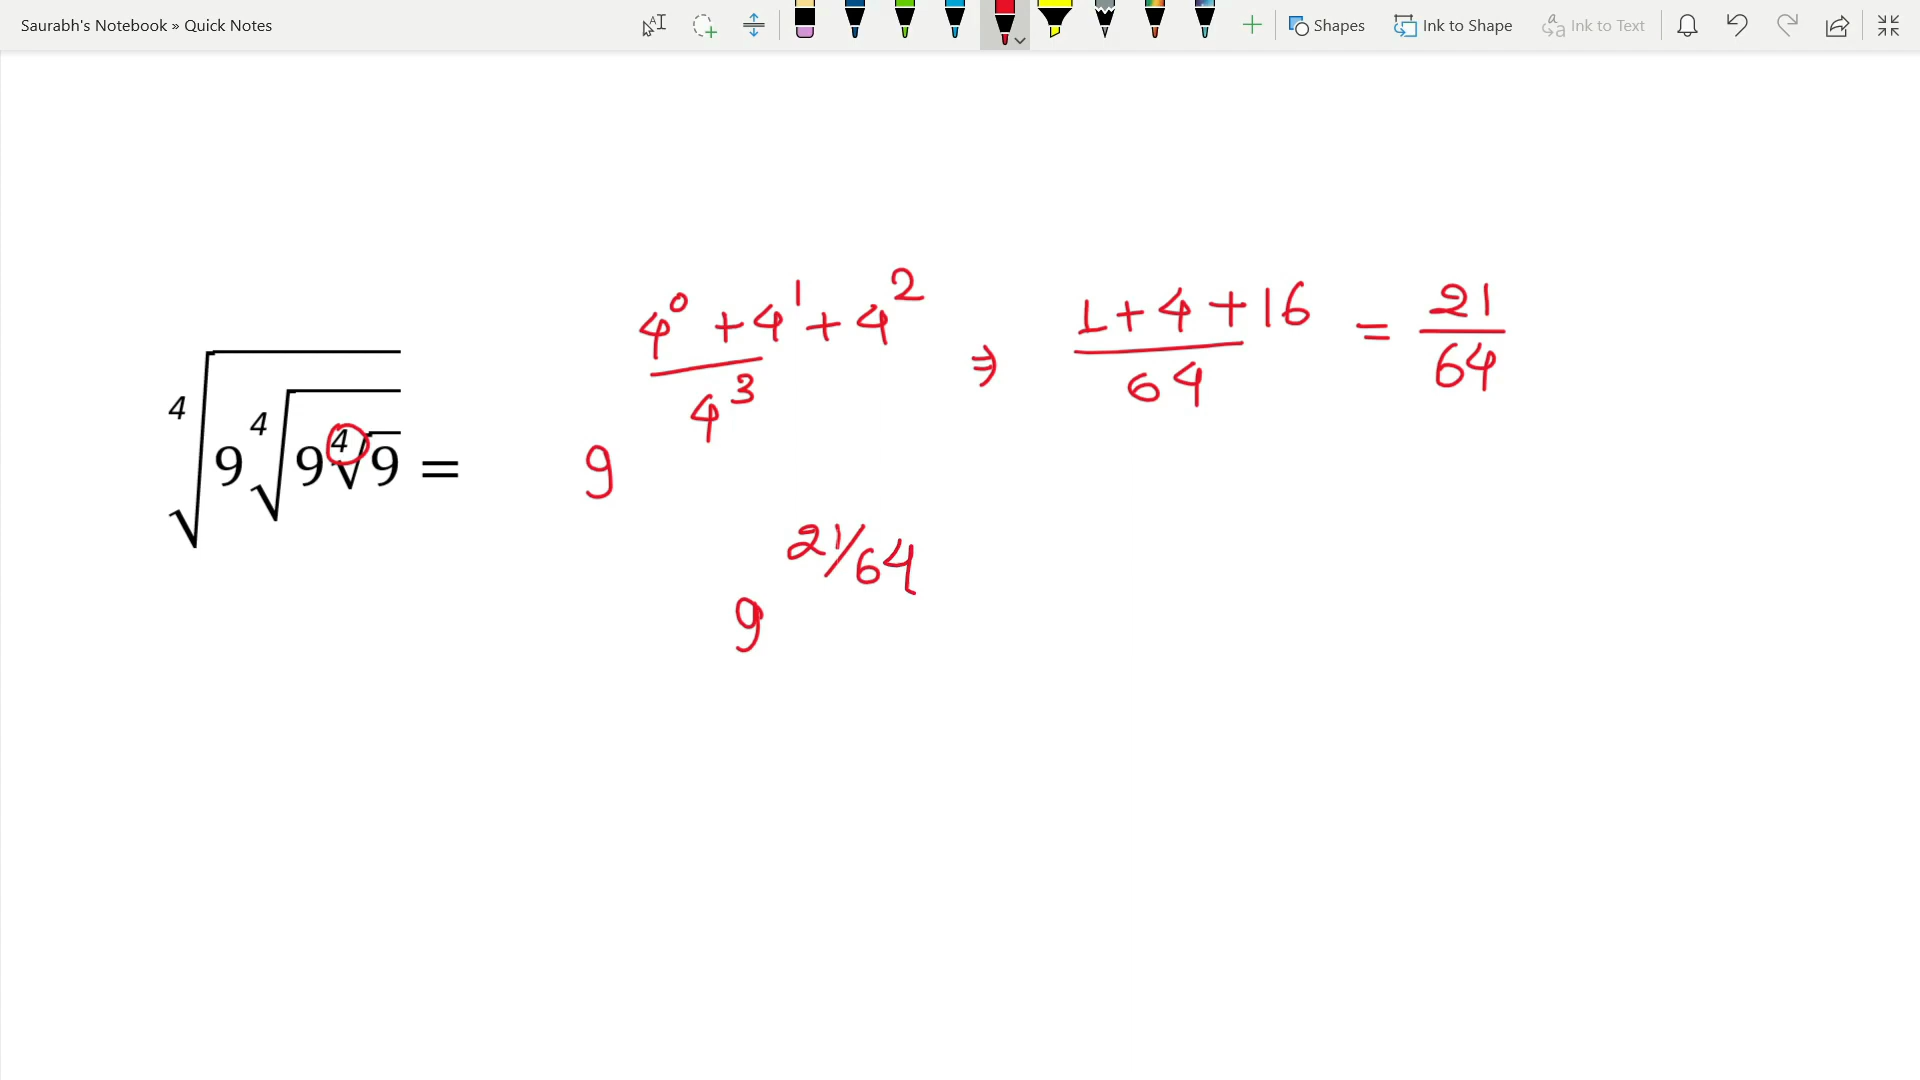 Saurabh's Notebook » Quick Notes
Shapes Ink to Shape Ink to Text
⁴√(9 ⁴√(9 ⁴√9)) =
9^((4⁰ + 4¹ + 4²)/4³) ⇒ (1 + 4 + 16)/64 = 21/64
9^(21/64)